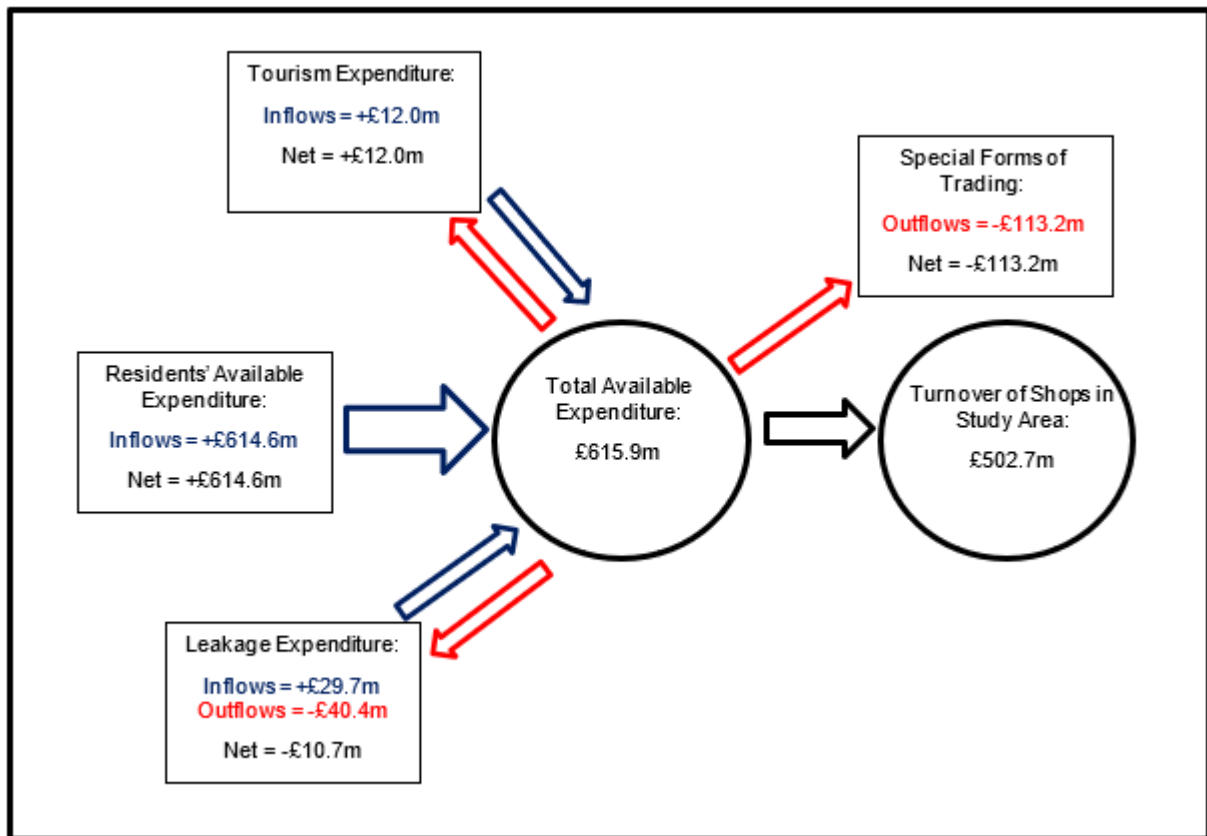 Tourism Expenditure:
Inflows = +£12.0m
Net = +£12.0m
Special Forms of
Trading:
Outflows = -£113.2m
Net = -£113.2m
Residents’ Available
Expenditure:
Inflows = +£614.6m
Net = +£614.6m
Total Available
Expenditure:
£615.9m
Turnover of Shops in
Study Area:
£502.7m
Leakage Expenditure:
Inflows = +£29.7m
Outflows = -£40.4m
Net = -£10.7m